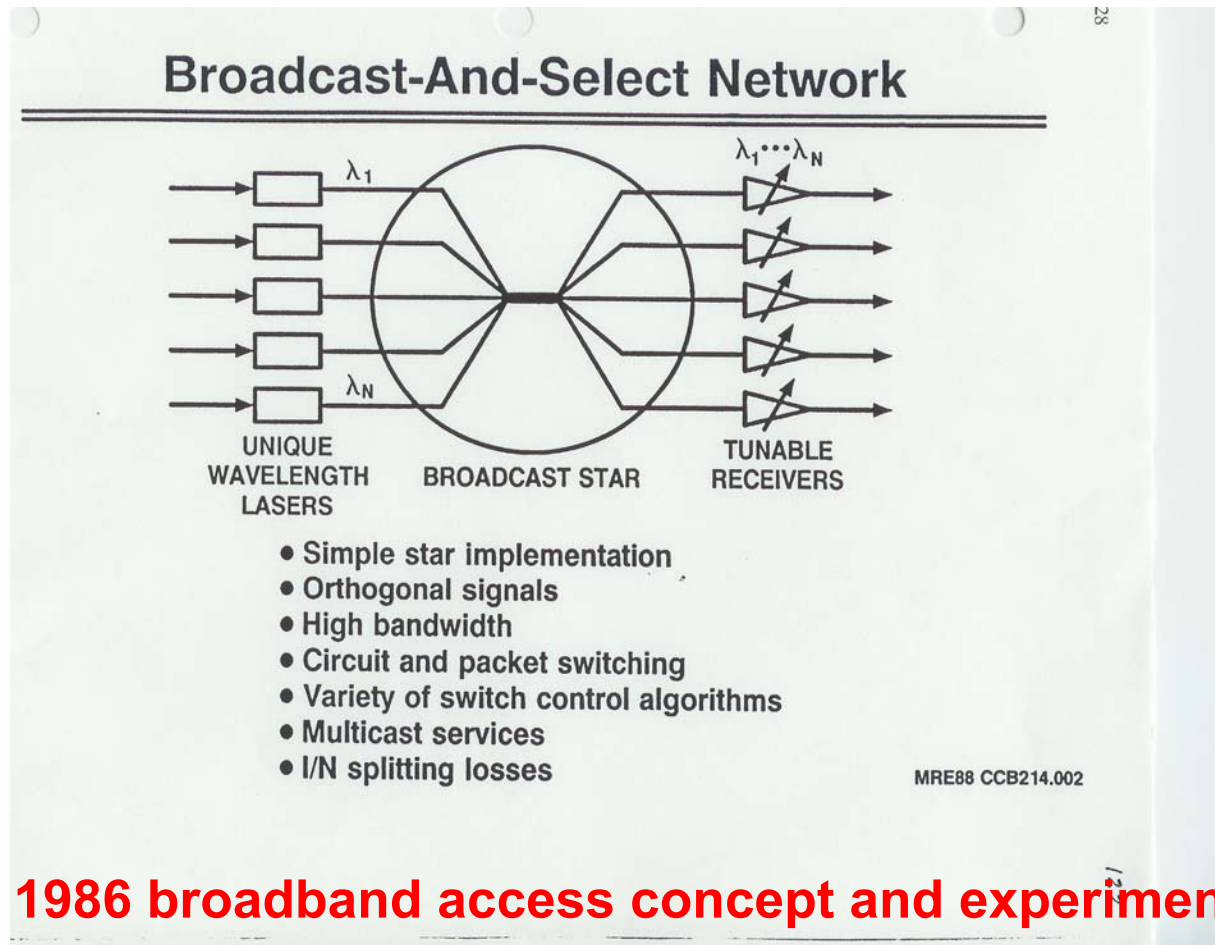 28
Broadcast-And-Select Network
λ1•••λN
λ1
λN
UNIQUE
WAVELENGTH
LASERS
BROADCAST STAR
TUNABLE
RECEIVERS
• Simple star implementation
• Orthogonal signals
• High bandwidth
• Circuit and packet switching
• Variety of switch control algorithms
• Multicast services
• I/N splitting losses
MRE88 CCB214.002
1986 broadband access concept and experimen